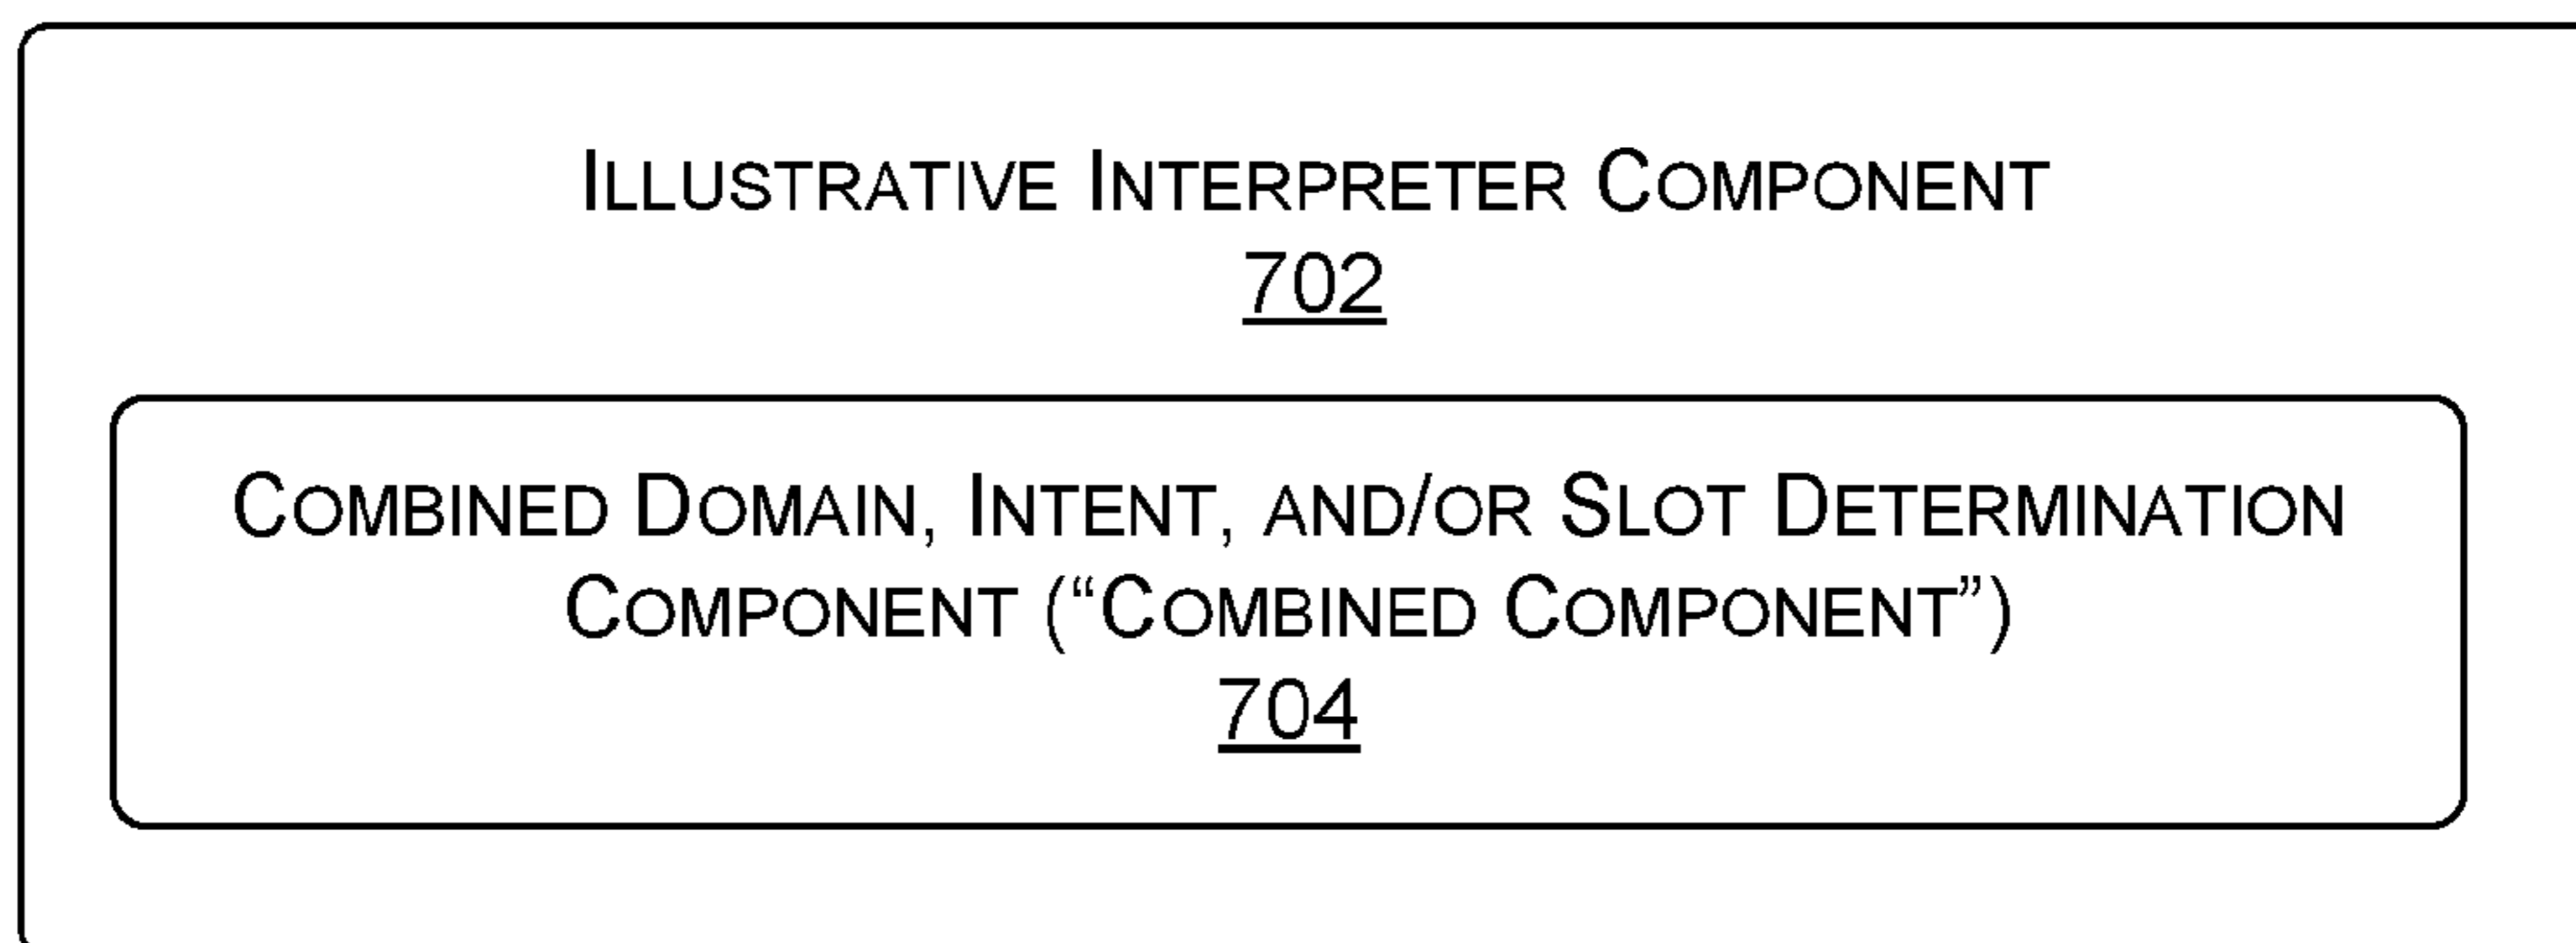 ILLUSTRATIVE INTERPRETER COMPONENT
702
COMBINED DOMAIN, INTENT, AND/OR SLOT DETERMINATION
COMPONENT (“COMBINED COMPONENT”)
704